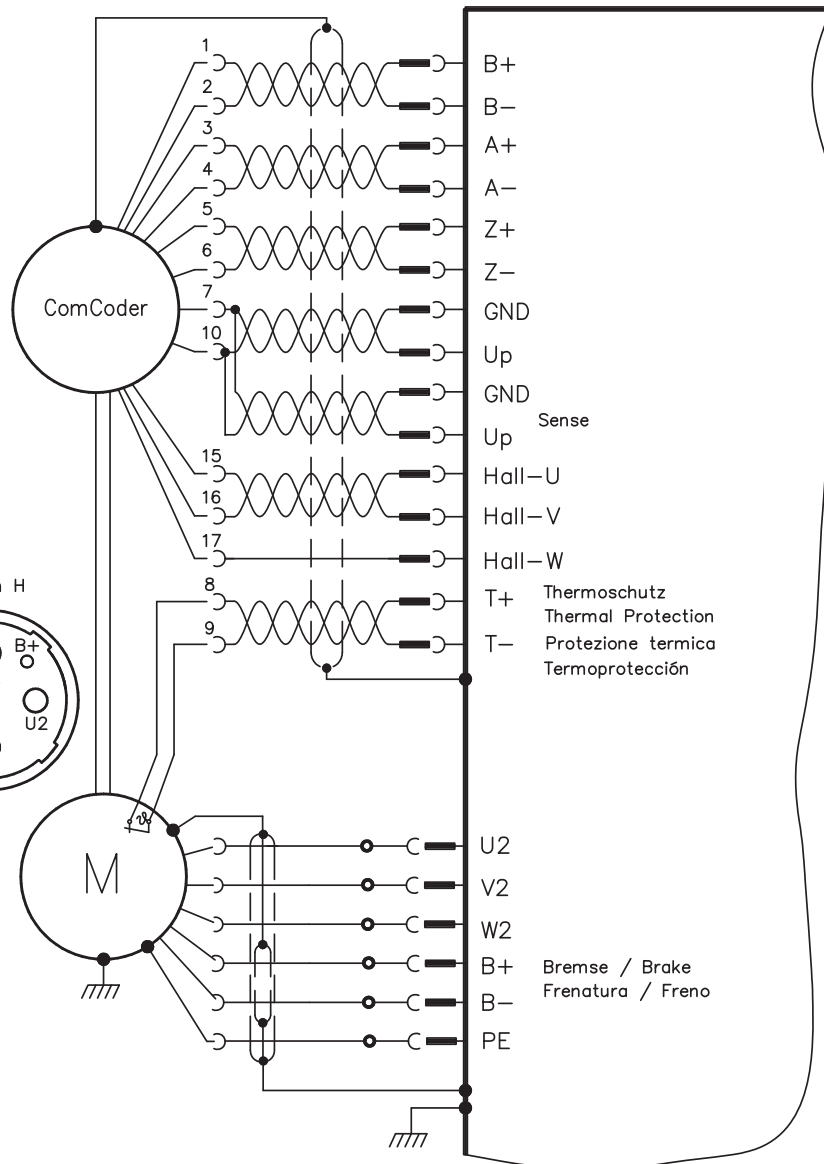 1
B+
2
B−
3
A+
4
A−
5
Z+
6
Z−
7
GND
ComCoder
10
Up
GND
Sense
Up
15
Hall−U
16
Hall−V
17
Hall−W
H
8
T+
Thermoschutz
Thermal Protection
9
T−
Protezione termica
Termoprotección
B+
U2
ϑ
M
U2
V2
W2
B+
Bremse / Brake
B−
Frenatura / Freno
PE